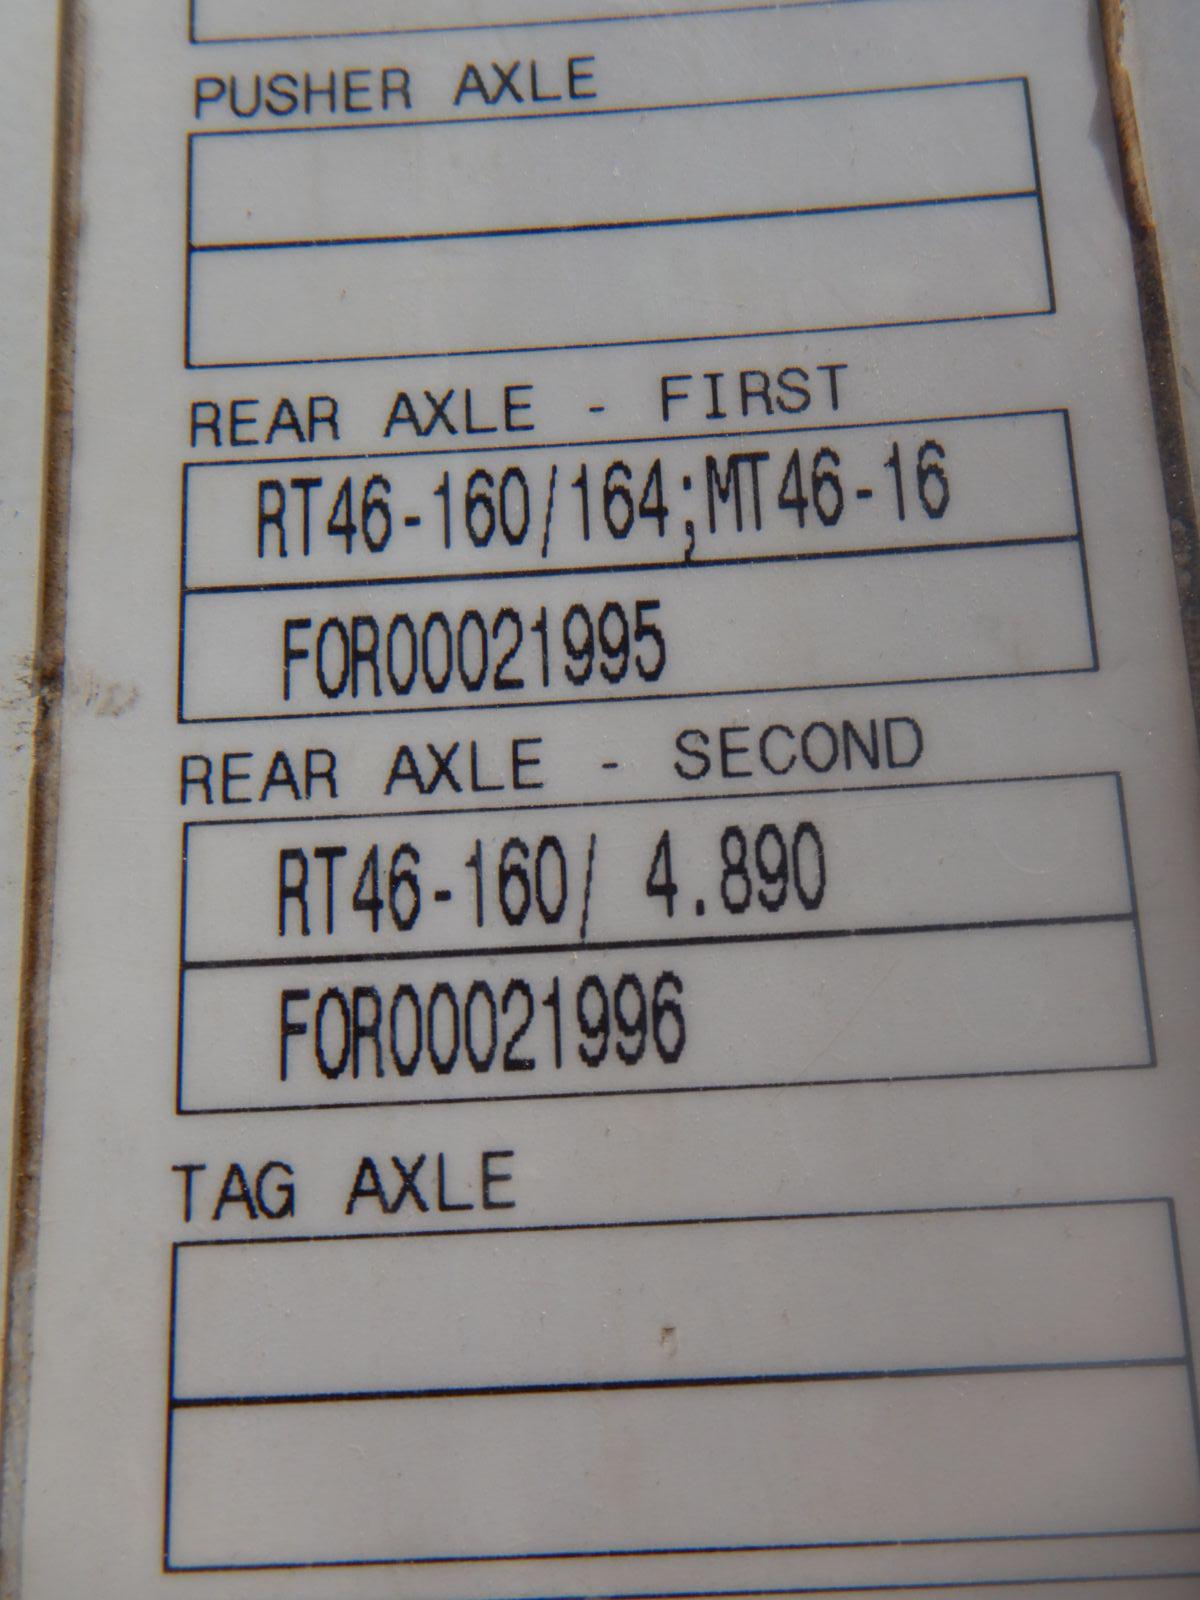 PUSHER AXLE
REAR AXLE - FIRST
RT46-160/164;MT46-16
FOR00021995
REAR AXLE - SECOND
RT46-160/ 4.890
FOR00021996
TAG AXLE